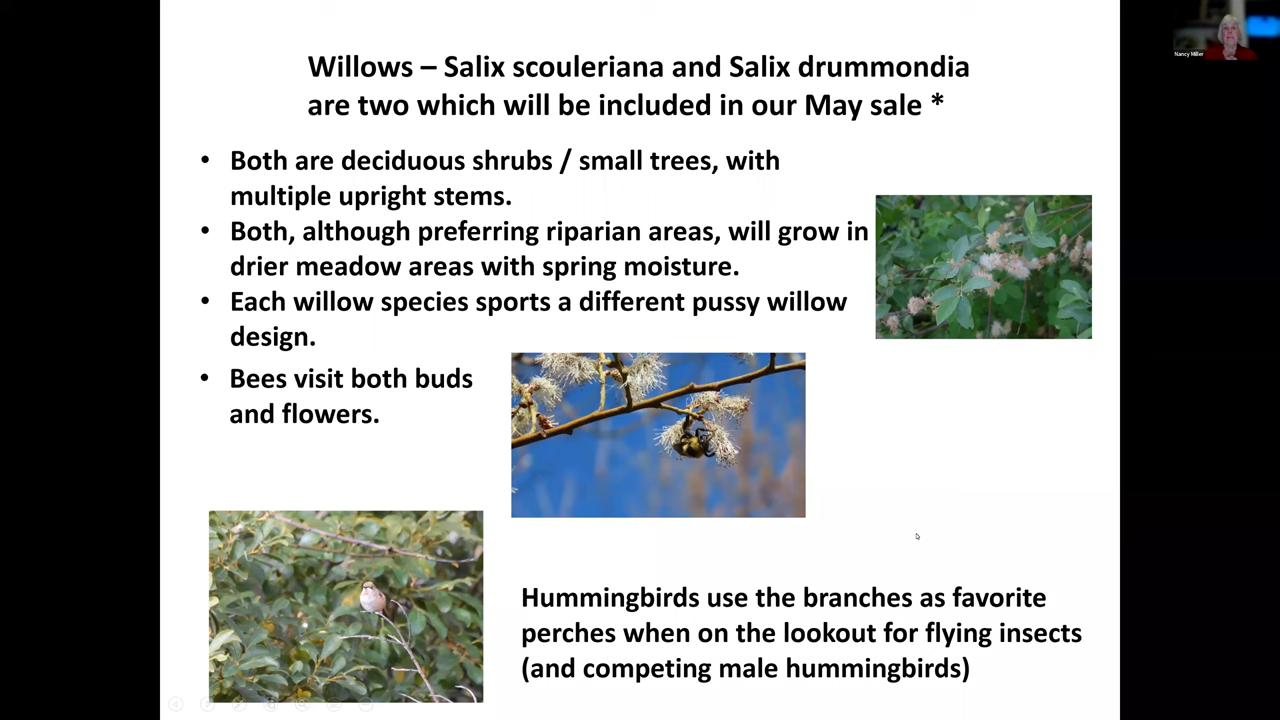 Nancy Miller
Willows – Salix scouleriana and Salix drummondia
are two which will be included in our May sale *
• Both are deciduous shrubs / small trees, with
multiple upright stems.
• Both, although preferring riparian areas, will grow in
drier meadow areas with spring moisture.
• Each willow species sports a different pussy willow
design.
• Bees visit both buds
and flowers.
Hummingbirds use the branches as favorite
perches when on the lookout for flying insects
(and competing male hummingbirds)